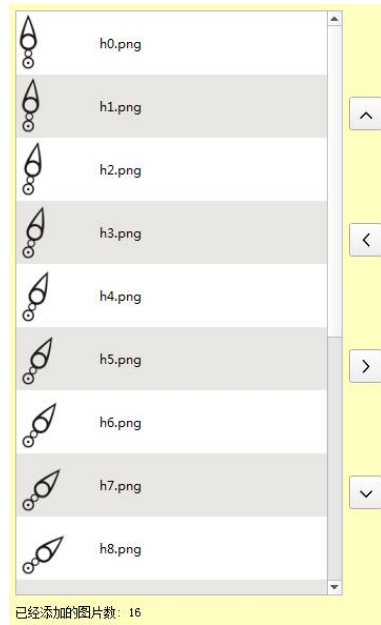 h0.png
h1.png
h2.png
h3.png
h4.png
h5.png
h6.png
h7.png
h8.png
已经添加的图片数: 16